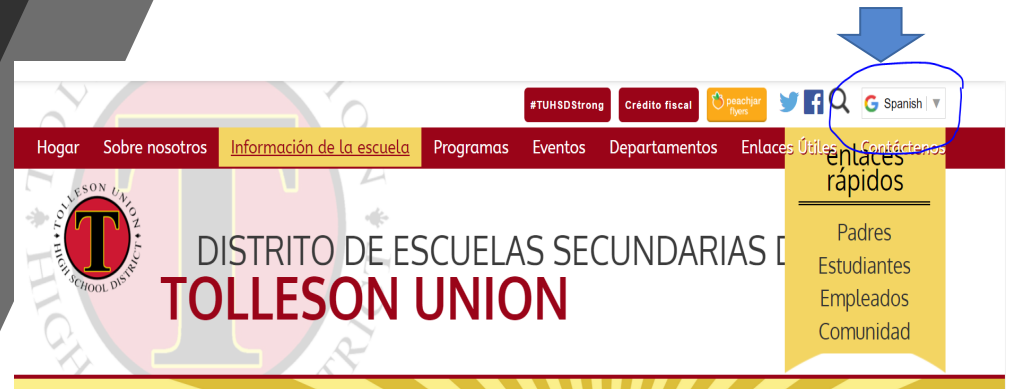 #TUHSDStrong
Crédito fiscal
peachjar
flyers
G Spanish
Hogar Sobre nosotros Información de la escuela Programas Eventos Departamentos Enlaces Útiles Contáctenos
enlaces
rápidos
Padres
Estudiantes
Empleados
Comunidad
TOLLESON UNION
HIGH SCHOOL DISTRICT
T
DISTRITO DE ESCUELAS SECUNDARIAS D
TOLLESON UNION